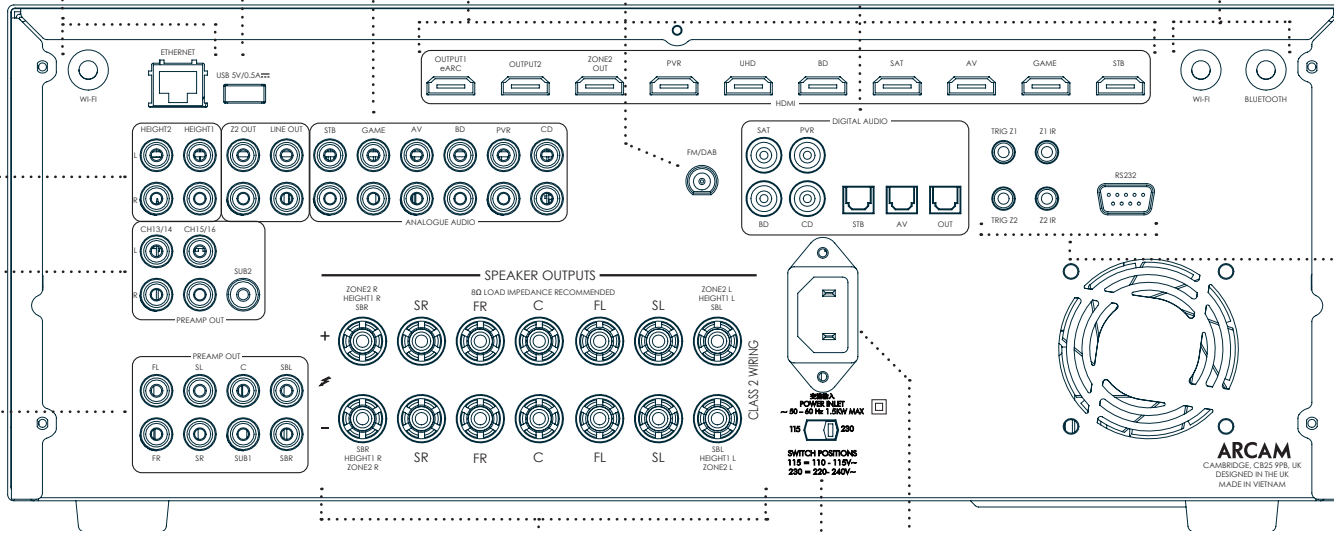 WI-FI
ETHERNET
USB 5V/0.5A⎓
OUTPUT1
eARC
OUTPUT2
ZONE2
OUT
PVR
UHD
BD
SAT
AV
GAME
STB
HDMI
WI-FI
BLUETOOTH
HEIGHT2
HEIGHT1
Z2 OUT
LINE OUT
STB
GAME
AV
BD
PVR
CD
L
R
ANALOGUE AUDIO
FM/DAB
DIGITAL AUDIO
SAT
PVR
BD
CD
STB
AV
OUT
TRIG Z1
Z1 IR
TRIG Z2
Z2 IR
RS232
CH13/14
CH15/16
L
R
SUB2
PREAMP OUT
SPEAKER OUTPUTS
8Ω LOAD IMPEDANCE RECOMMENDED
ZONE2 R
HEIGHT1 R
SBR
SR
FR
C
FL
SL
ZONE2 L
HEIGHT1 L
SBL
+
−
SBR
HEIGHT1 R
ZONE2 R
SR
FR
C
FL
SL
SBL
HEIGHT1 L
ZONE2 L
CLASS 2 WIRING
PREAMP OUT
FL
SL
C
SBL
FR
SR
SUB1
SBR
POWER INLET
~ 50 – 60 Hz 1.5KW MAX
115
230
SWITCH POSITIONS
115 = 110 - 115V~
230 = 220- 240V~
ARCAM
CAMBRIDGE, CB25 9PB, UK
DESIGNED IN THE UK
MADE IN VIETNAM